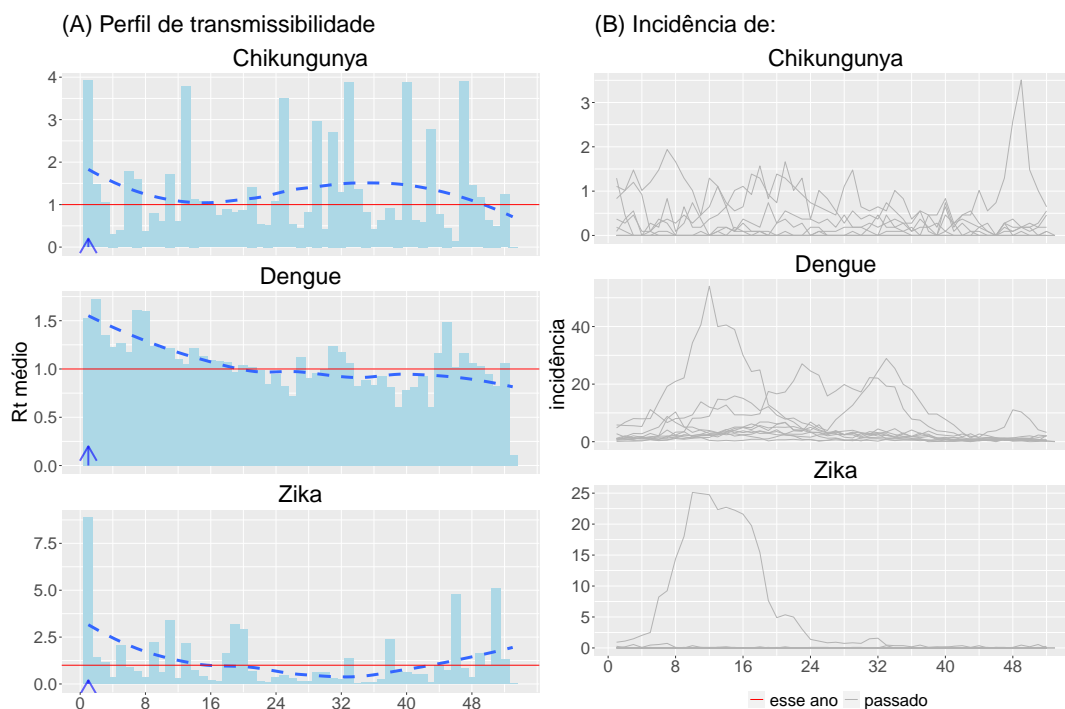 (A) Perfil de transmissibilidade
Chikungunya
4
3
2
1
0
Dengue
1.5
1.0
0.5
0.0
Rt médio
Zika
7.5
5.0
2.5
0.0
0 8 16 24 32 40 48
(B) Incidência de:
Chikungunya
3
2
1
0
Dengue
40
20
0
incidência
Zika
25
20
15
10
5
0
0 8 16 24 32 40 48
esse ano passado